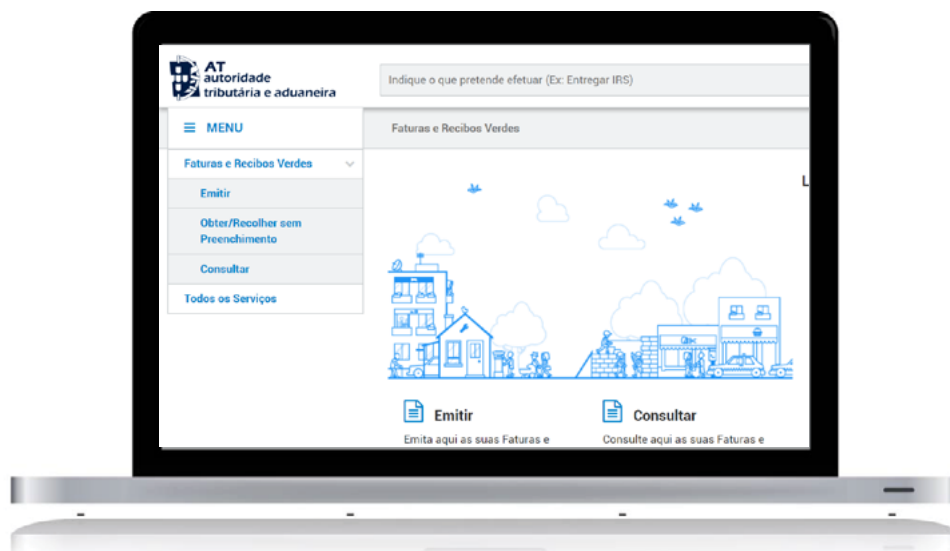 AT
autoridade
tributária e aduaneira
Indique o que pretende efetuar (Ex: Entregar IRS)
MENU
Faturas e Recibos Verdes
Faturas e Recibos Verdes
Emitir
Obter/Recolher sem
Preenchimento
Consultar
Todos os Serviços
L
Emitir
Consultar
Emita aqui as suas Faturas e
Consulte aqui as suas Faturas e